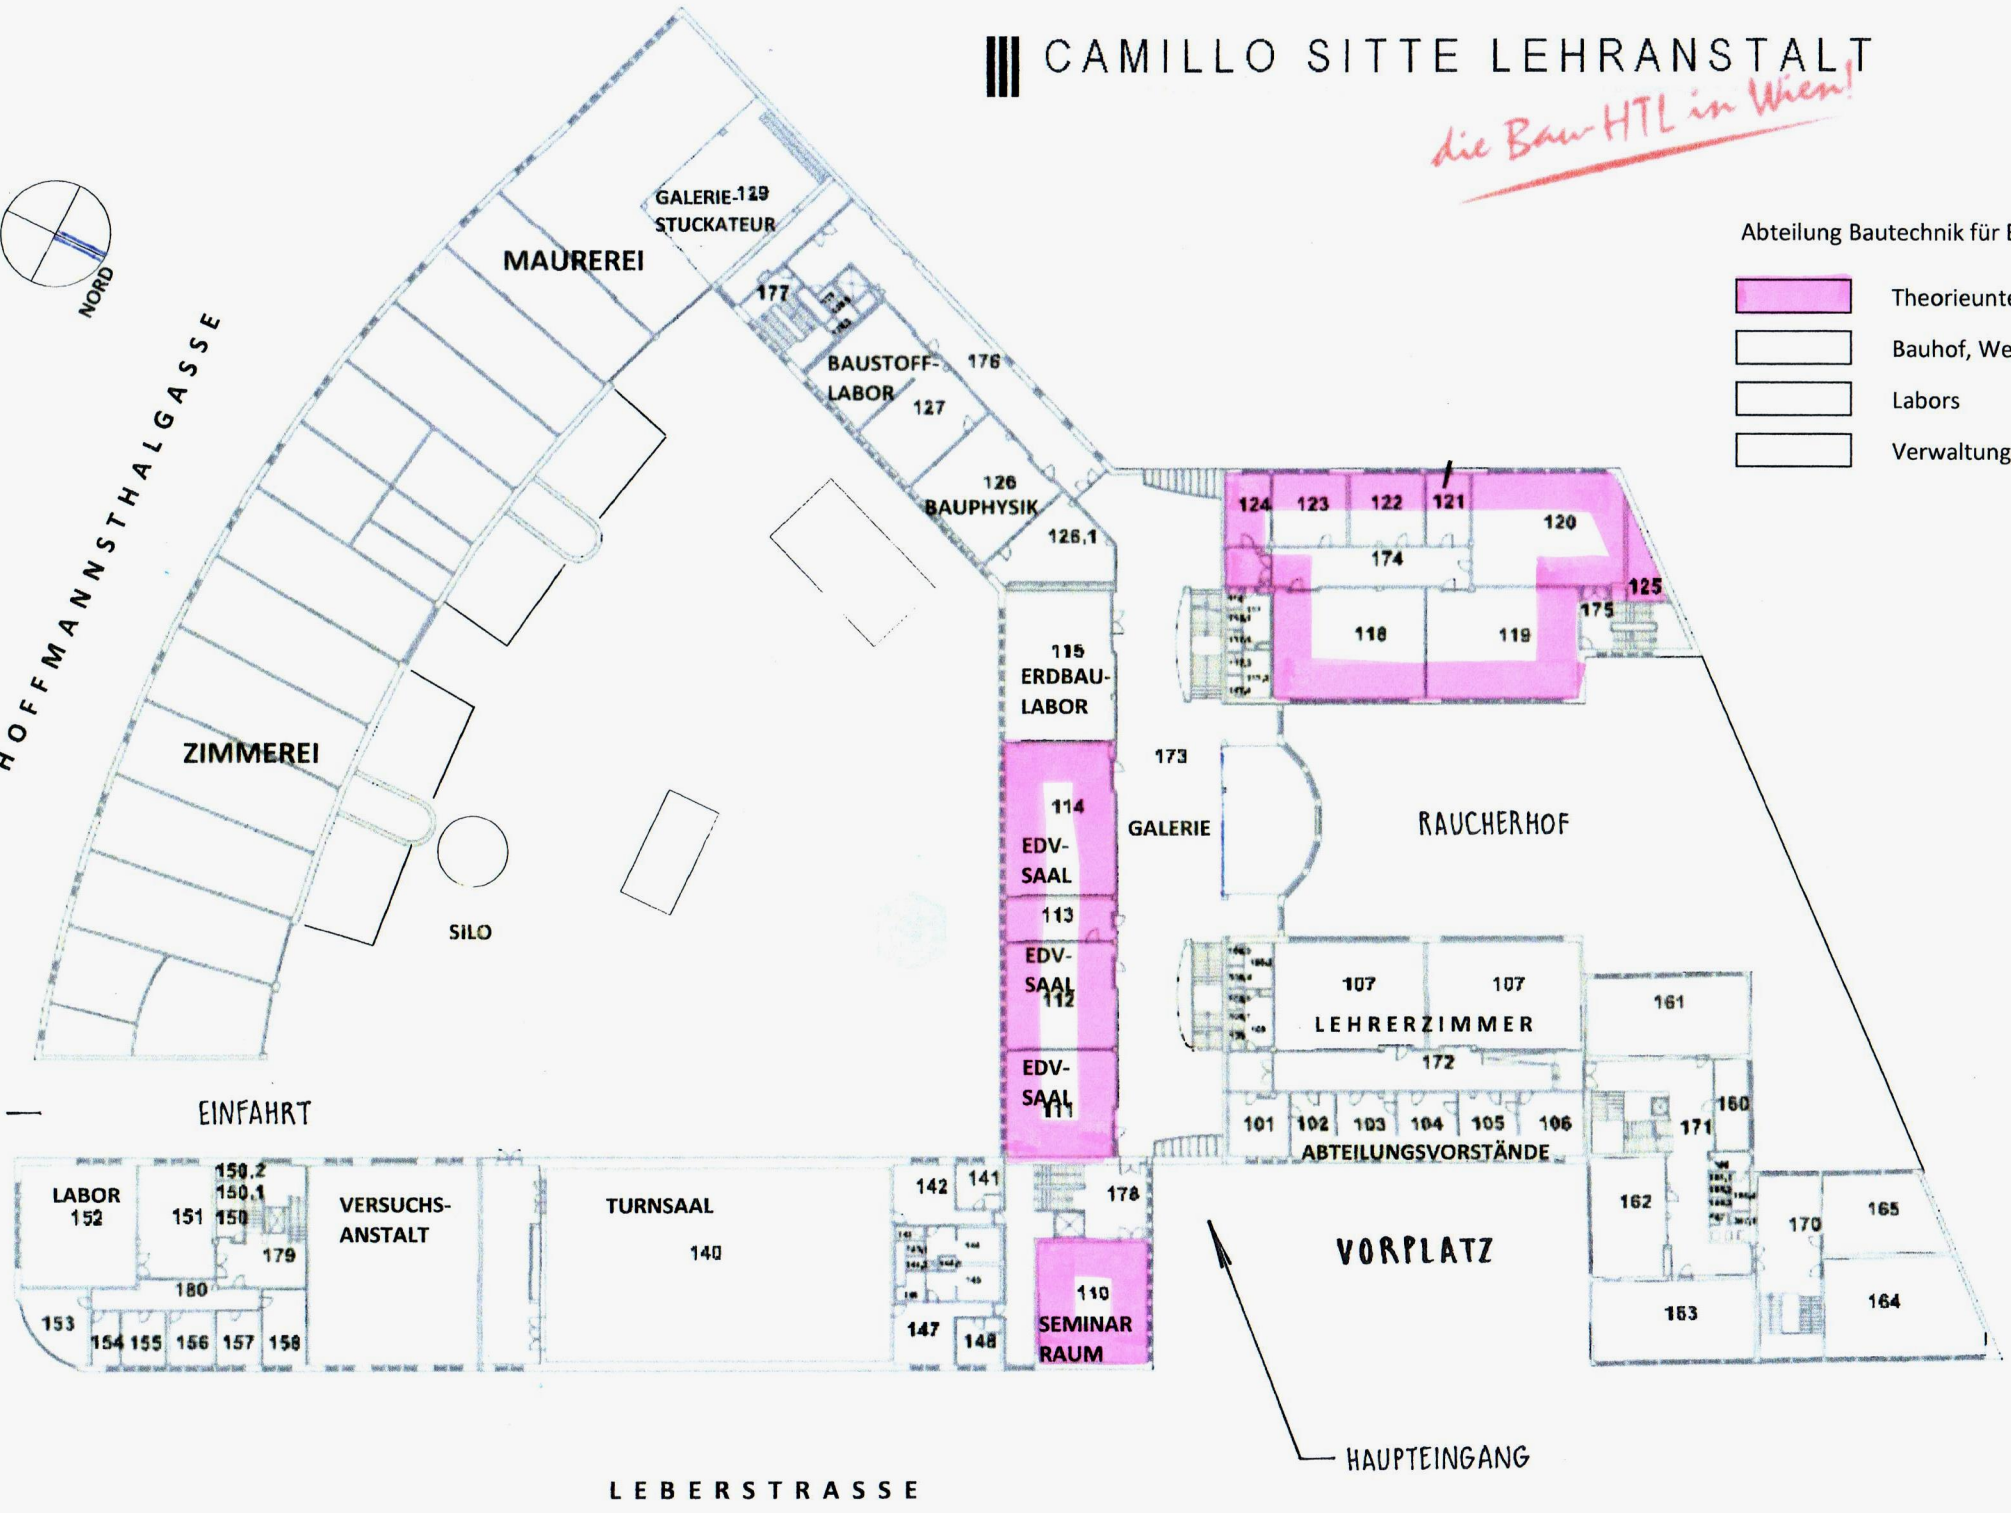 CAMILLO SITTE LEHRANSTALT
die Bau-HTL in Wien!
NORD
HOFFMANNSTHALGASSE
Abteilung Bautechnik für
Bauhof,
Labors
Verwaltung
GALERIE-129
STUCKATEUR
MAUREREI
177
BAUSTOFF-
LABOR
127
176
126
BAUPHYSIK
126,1
124
123
122
121
120
174
125
175
118
119
115
ERDBAU-
LABOR
173
GALERIE
RAUCHERHOF
ZIMMEREI
SILO
114
EDV-
SAAL
113
EDV-
SAAL
112
EDV-
SAAL
111
107
107
LEHRERZIMMER
172
161
160
171
101
102
103
104
105
106
ABTEILUNGSVORSTÄNDE
EINFAHRT
LABOR
152
151
150,2
150,1
150
179
180
153
154
155
156
157
158
VERSUCHS-
ANSTALT
TURNSAAL
140
142
141
147
148
178
110
SEMINAR
RAUM
VORPLATZ
162
163
170
165
164
HAUPTEINGANG
LEBERSTRASSE